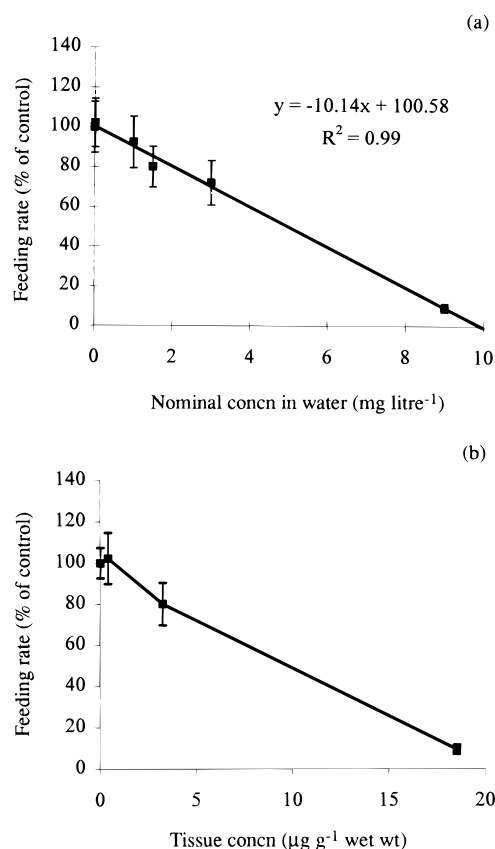 (a)
140
120
100
80
60
40
20
0
Feeding rate (% of control)
y = -10.14x + 100.58
R² = 0.99
0 2 4 6 8 10
Nominal concn in water (mg litre⁻¹)
(b)
140
120
100
80
60
40
20
0
Feeding rate (% of control)
0 5 10 15 20
Tissue concn (µg g⁻¹ wet wt)